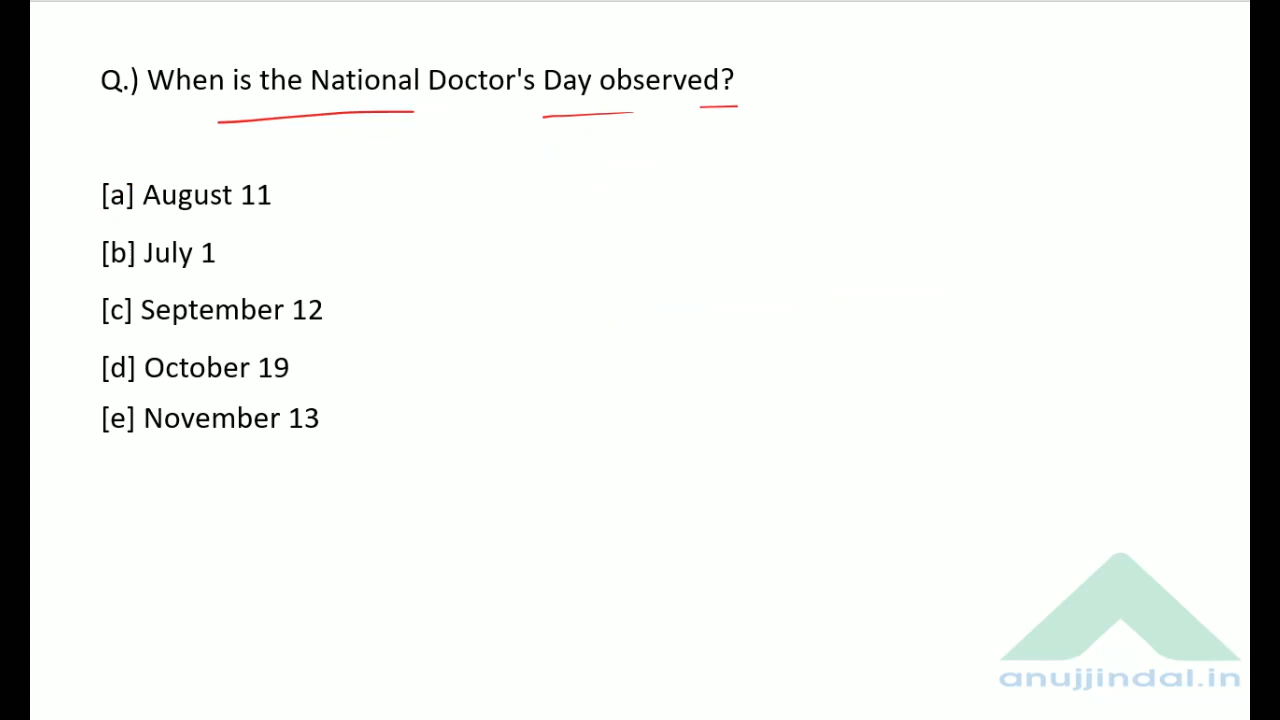 Q.) When is the National Doctor's Day observed?
[a] August 11
[b] July 1
[c] September 12
[d] October 19
[e] November 13
anujjindal.in